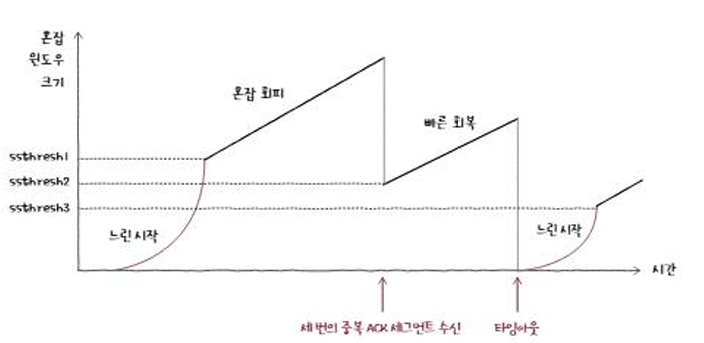 혼잡
윈도우
크기
혼잡 회피
빠른 회복
ssthresh1
ssthresh2
ssthresh3
느린 시작
느린 시작
시간
세 번의 중복 ACK 세그먼트 수신
타임아웃